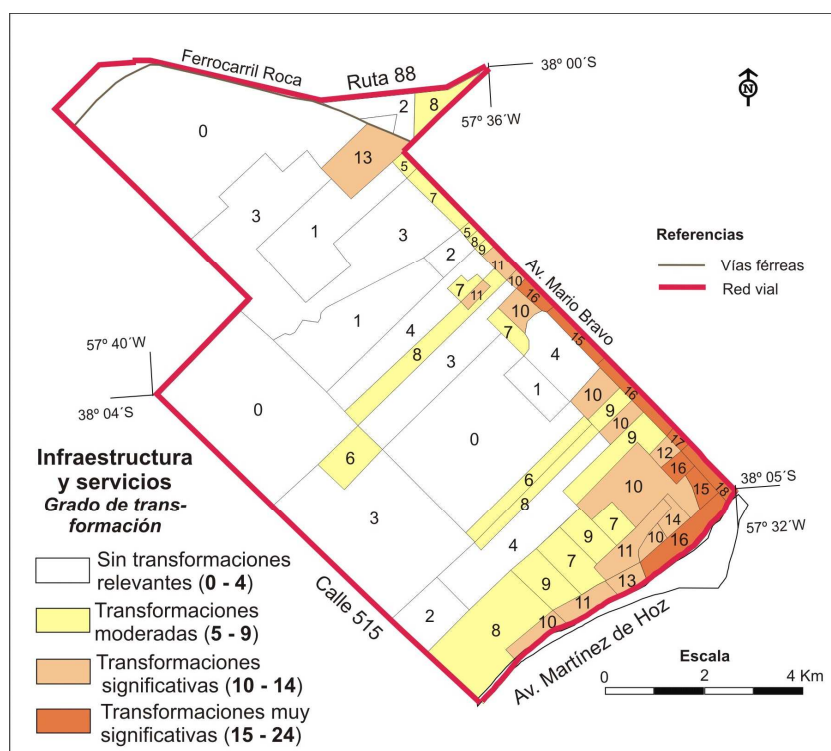 Ferrocarril Roca
Ruta 88
38º 00´S
57º 36´W
N
2
8
0
13
5
7
3
1
3
2
5
8
9
11
10
16
Av. Mario Bravo
Referencias
Vías férreas
Red vial
7
11
10
7
15
1
4
8
3
4
1
57º 40´W
38º 04´S
0
0
10
16
9
10
9
17
12
16
15
18
38º 05´S
57º 32´W
6
6
8
10
3
4
7
9
7
9
11
10
14
16
13
11
10
8
2
Calle 515
Av. Martínez de Hoz
Infraestructura
y servicios
Grado de trans-
formación
Sin transformaciones
relevantes (0 - 4)
Transformaciones
moderadas (5 - 9)
Transformaciones
significativas (10 - 14)
Transformaciones muy
significativas (15 - 24)
Escala
0 2 4 Km